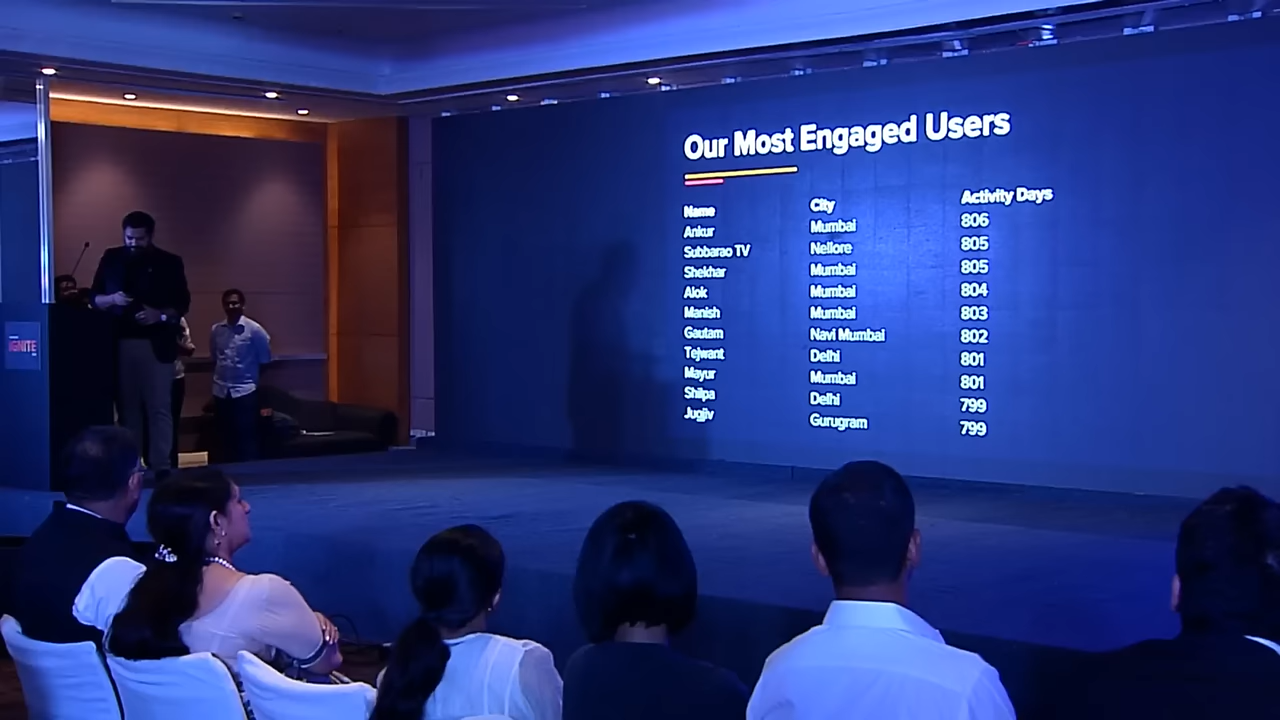 Our Most Engaged Users
Name City Activity Days
Ankur Mumbai 806
Subbarao TV Nellore 805
Shekhar Mumbai 805
Alok Mumbai 804
Manish Mumbai 803
Gautam Navi Mumbai 802
Tejwant Delhi 801
Mayur Mumbai 801
Shilpa Delhi 799
Jugjiv Gurugram 799
IGNITE